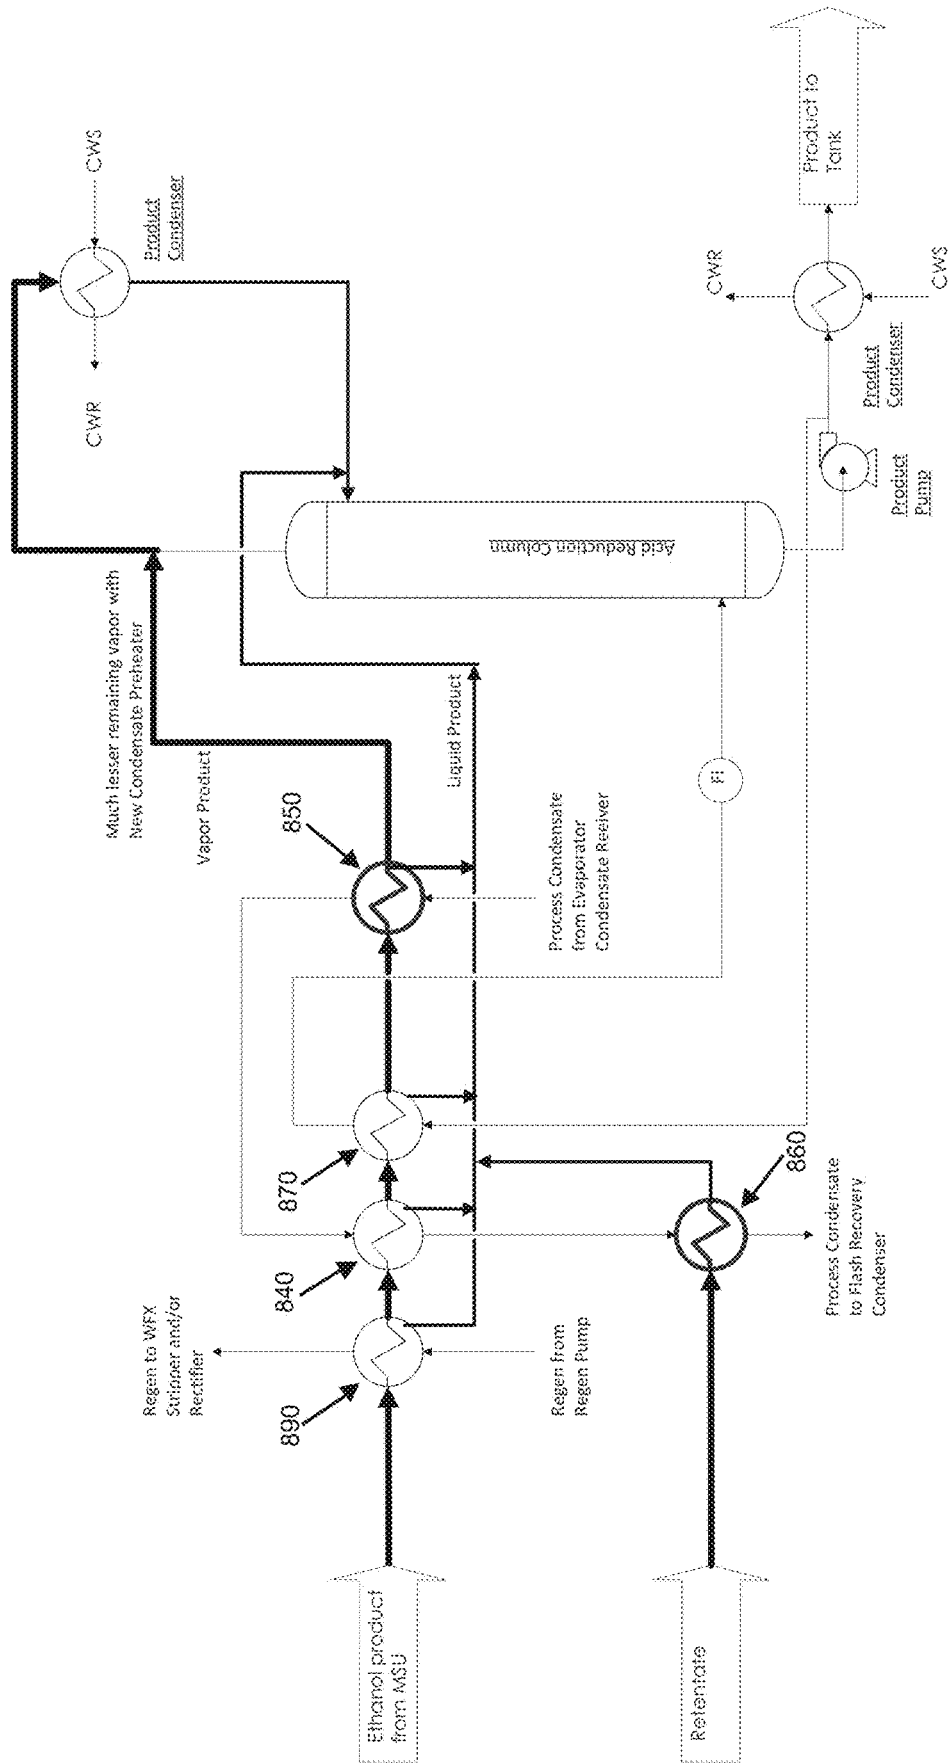 CWS
Product
Condenser
CWR
Product to
Tank
CWR
CWS
Product
Condenser
Product
Pump
Acid Reduction Column
Much lesser remaining vapor with
New Condensate Preheater
Vapor Product
Liquid Product
FI
850
Process Condensate
from Evaporator
Condensate Reeiver
870
860
840
Process Condensate
to Flash Recovery
Condenser
Regen to WFX
Stripper and/or
Rectifier
890
Regen from
Regen Pump
Ethanol product
from MSU
Retentate